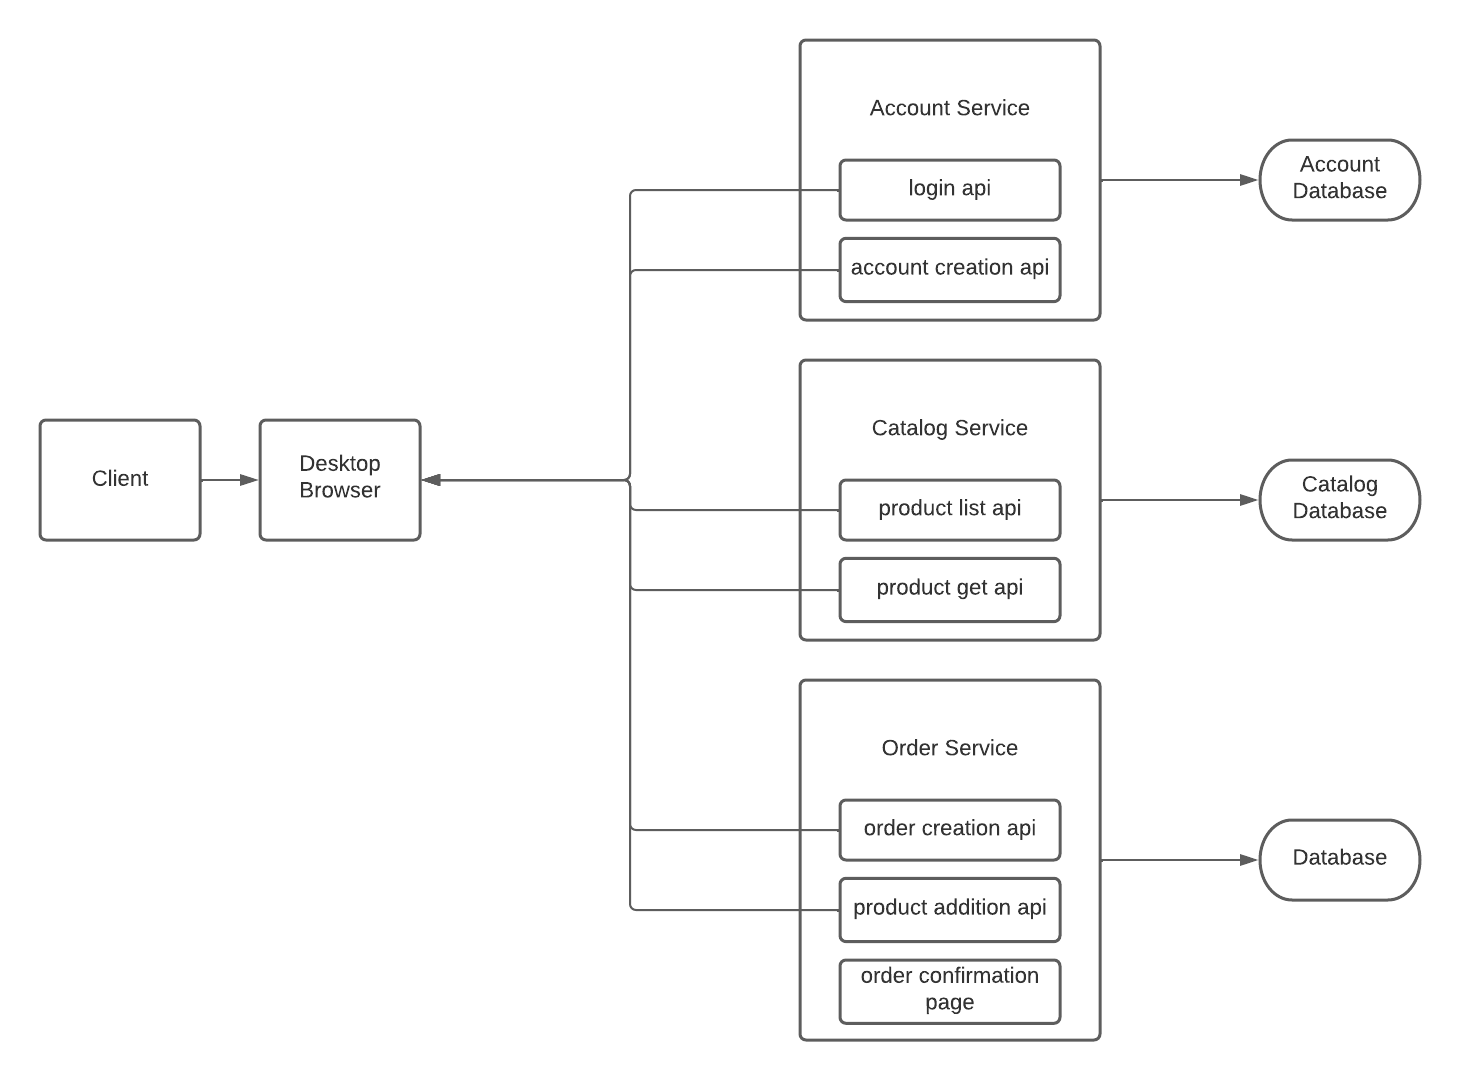 Client
Desktop
Browser
Account Service
login api
account creation api
Account
Database
Catalog Service
product list api
product get api
Catalog
Database
Order Service
order creation api
product addition api
order confirmation
page
Database